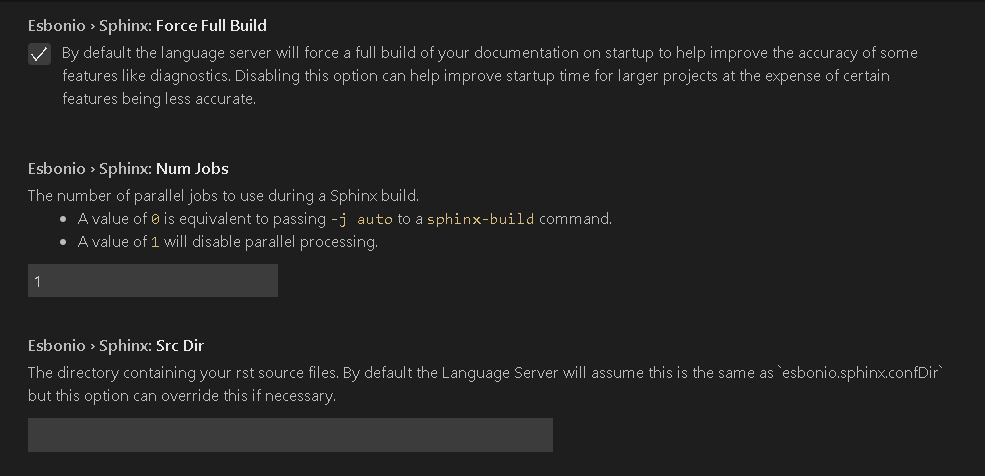 Esbonio › Sphinx: Force Full Build
By default the language server will force a full build of your documentation on startup to help improve the accuracy of some
features like diagnostics. Disabling this option can help improve startup time for larger projects at the expense of certain
features being less accurate.
Esbonio › Sphinx: Num Jobs
The number of parallel jobs to use during a Sphinx build.
• A value of 0 is equivalent to passing -j auto to a sphinx-build command.
• A value of 1 will disable parallel processing.
1
Esbonio › Sphinx: Src Dir
The directory containing your rst source files. By default the Language Server will assume this is the same as `esbonio.sphinx.confDir`
but this option can override this if necessary.